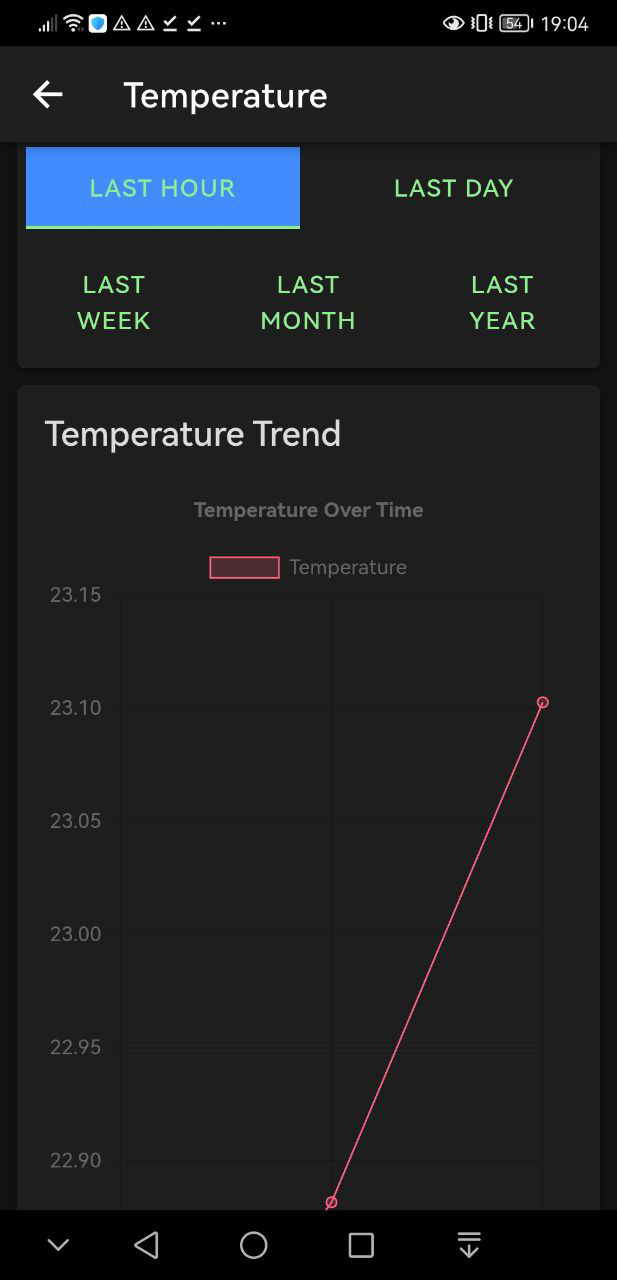 54 19:04
Temperature
LAST HOUR LAST DAY
LAST LAST LAST
WEEK MONTH YEAR
Temperature Trend
Temperature Over Time
Temperature
23.15
23.10
23.05
23.00
22.95
22.90